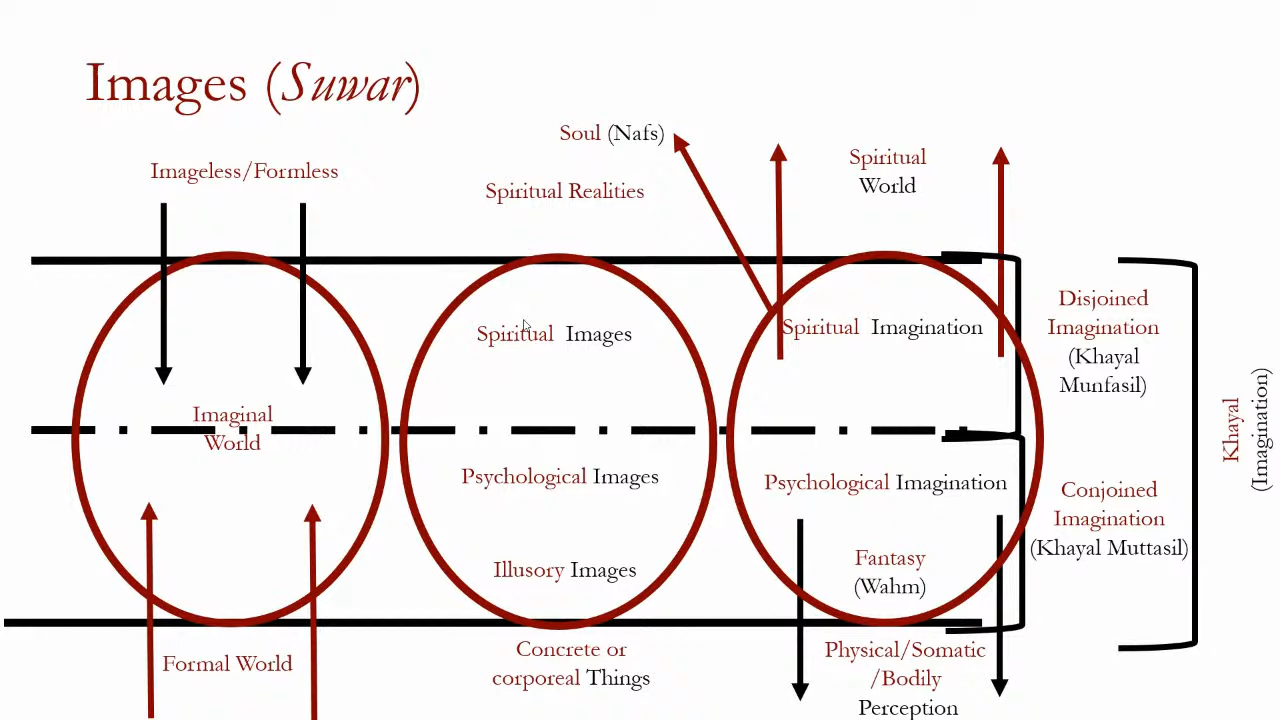 Images (Suwar)
Imageless/Formless
Imaginal
World
Formal World
Soul (Nafs)
Spiritual Realities
Spiritual Images
Psychological Images
Illusory Images
Concrete or
corporeal Things
Spiritual
World
Spiritual Imagination
Psychological Imagination
Fantasy
(Wahm)
Physical/Somatic
/Bodily
Perception
Disjoined
Imagination
(Khayal
Munfasil)
Conjoined
Imagination
(Khayal Muttasil)
Khayal
(Imagination)